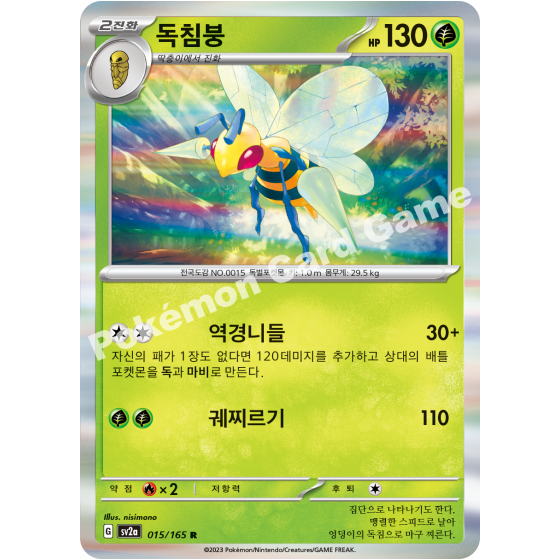 2진화
독침붕
HP 130
딱충이에서 진화
전국도감 NO.0015 독벌포켓몬 키: 1.0 m 몸무게: 29.5 kg
역경니들 30+
자신의 패가 1장도 없다면 120데미지를 추가하고 상대의 배틀
포켓몬을 독과 마비로 만든다.
궤찌르기 110
약점 ×2 저항력 후퇴
Illus. nisimono
집단으로 나타나기도 한다.
맹렬한 스피드로 날아
엉덩이의 독침으로 마구 찌른다.
G sv2a 015/165 R
©2023 Pokémon/Nintendo/Creatures/GAME FREAK.
Pokémon Card Game